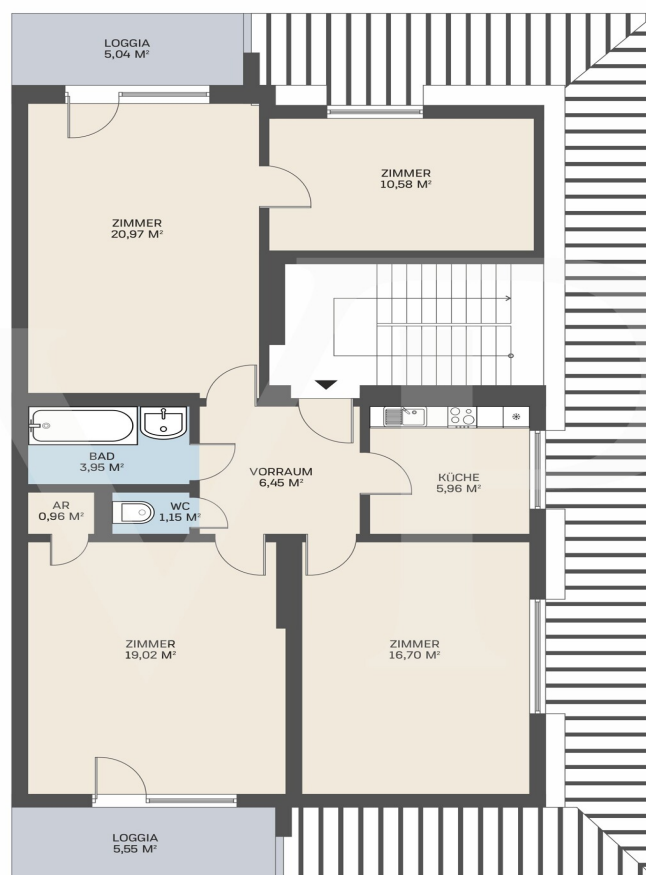 LOGGIA
5,04 M²
ZIMMER
10,58 M²
ZIMMER
20,97 M²
BAD
3,95 M²
VORRAUM
6,45 M²
KÜCHE
5,96 M²
AR
0,96 M²
WC
1,15 M²
ZIMMER
19,02 M²
ZIMMER
16,70 M²
LOGGIA
5,55 M²